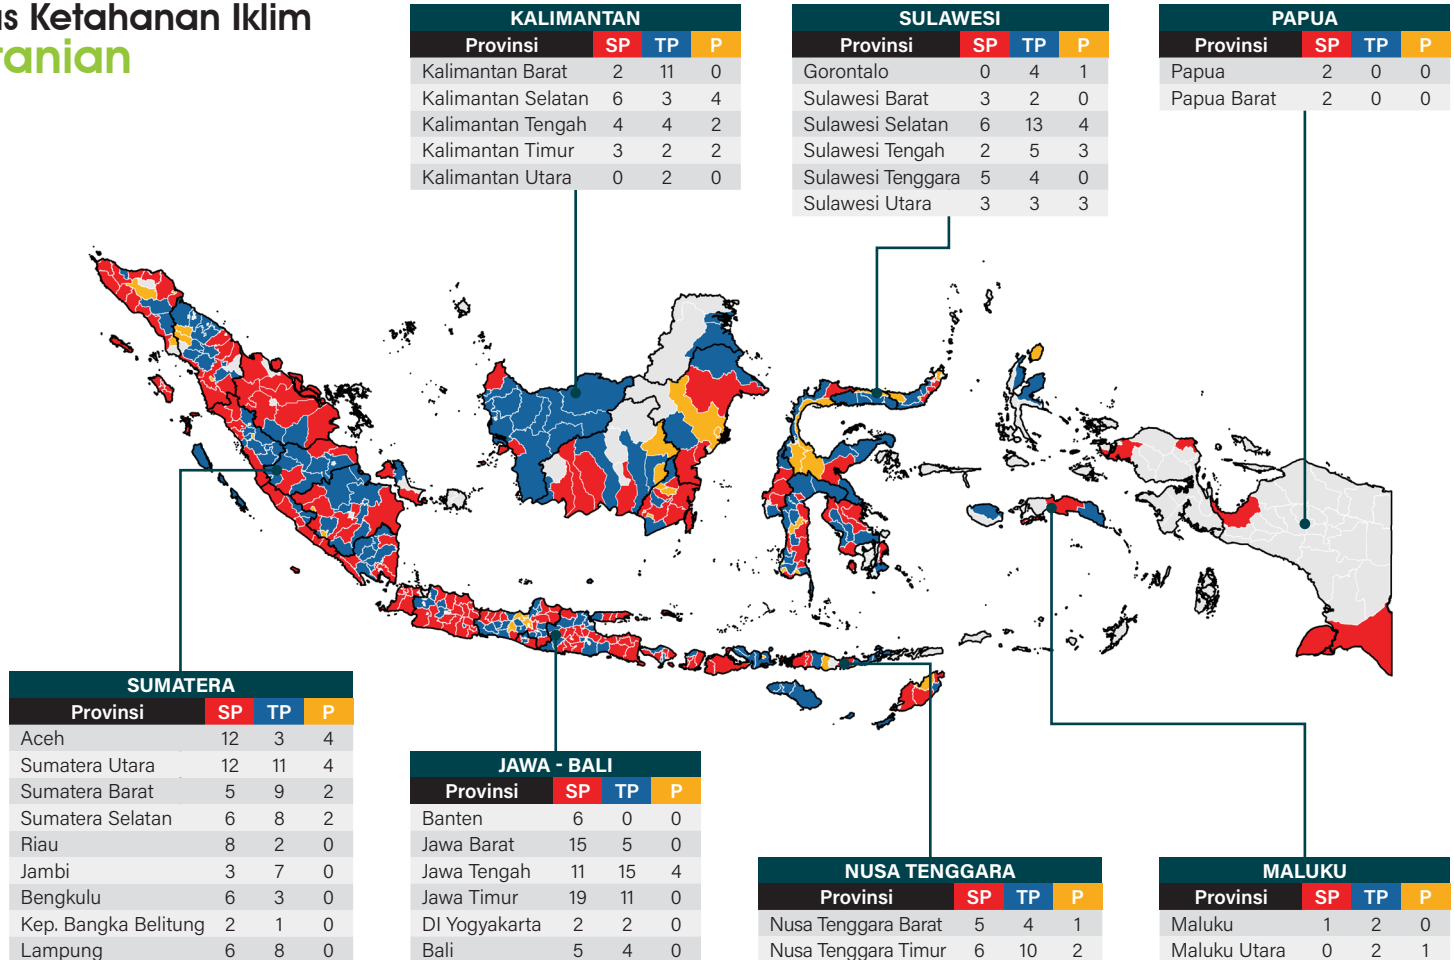 Ketahanan Iklim
KALIMANTAN
Provinsi SP TP P
Kalimantan Barat 2 11 0
Kalimantan Selatan 6 3 4
Kalimantan Tengah 4 4 2
Kalimantan Timur 3 2 2
Kalimantan Utara 0 2 0
SULAWESI
Provinsi SP TP P
Gorontalo 0 4 1
Sulawesi Barat 3 2 0
Sulawesi Selatan 6 13 4
Sulawesi Tengah 2 5 3
Sulawesi Tenggara 5 4 0
Sulawesi Utara 3 3 3
PAPUA
Provinsi SP TP P
Papua 2 0 0
Papua Barat 2 0 0
SUMATERA
Provinsi SP TP P
Aceh 12 3 4
Sumatera Utara 12 11 4
Sumatera Barat 5 9 2
Sumatera Selatan 6 8 2
Riau 8 2 0
Jambi 3 7 0
Bengkulu 6 3 0
Kep. Bangka Belitung 2 1 0
Lampung 6 8 0
JAWA - BALI
Provinsi SP TP P
Banten 6 0 0
Jawa Barat 15 5 0
Jawa Tengah 11 15 4
Jawa Timur 19 11 0
DI Yogyakarta 2 2 0
Bali 5 4 0
NUSA TENGGARA
Provinsi SP TP P
Nusa Tenggara Barat 5 4 1
Nusa Tenggara Timur 6 10 2
MALUKU
Provinsi SP TP P
Maluku 1 2 0
Maluku Utara 0 2 1